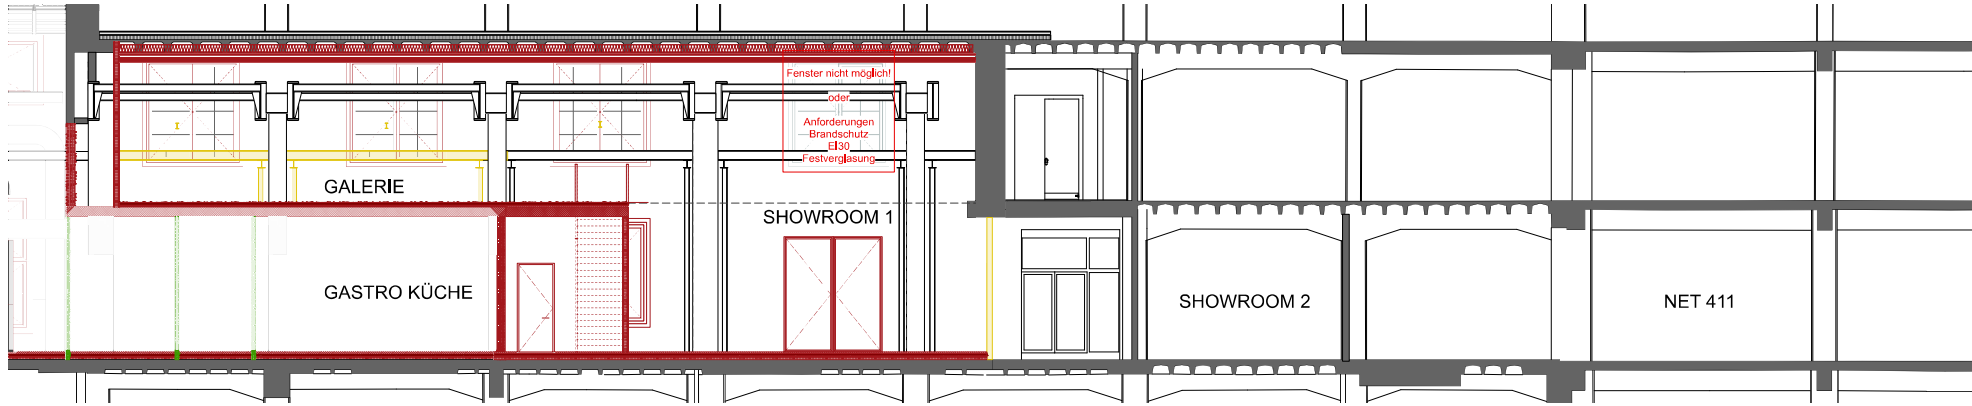 Fenster nicht möglich!
oder
Anforderungen
Brandschutz
EI30
Festverglasung
GALERIE
SHOWROOM 1
GASTRO KÜCHE
SHOWROOM 2
NET 411